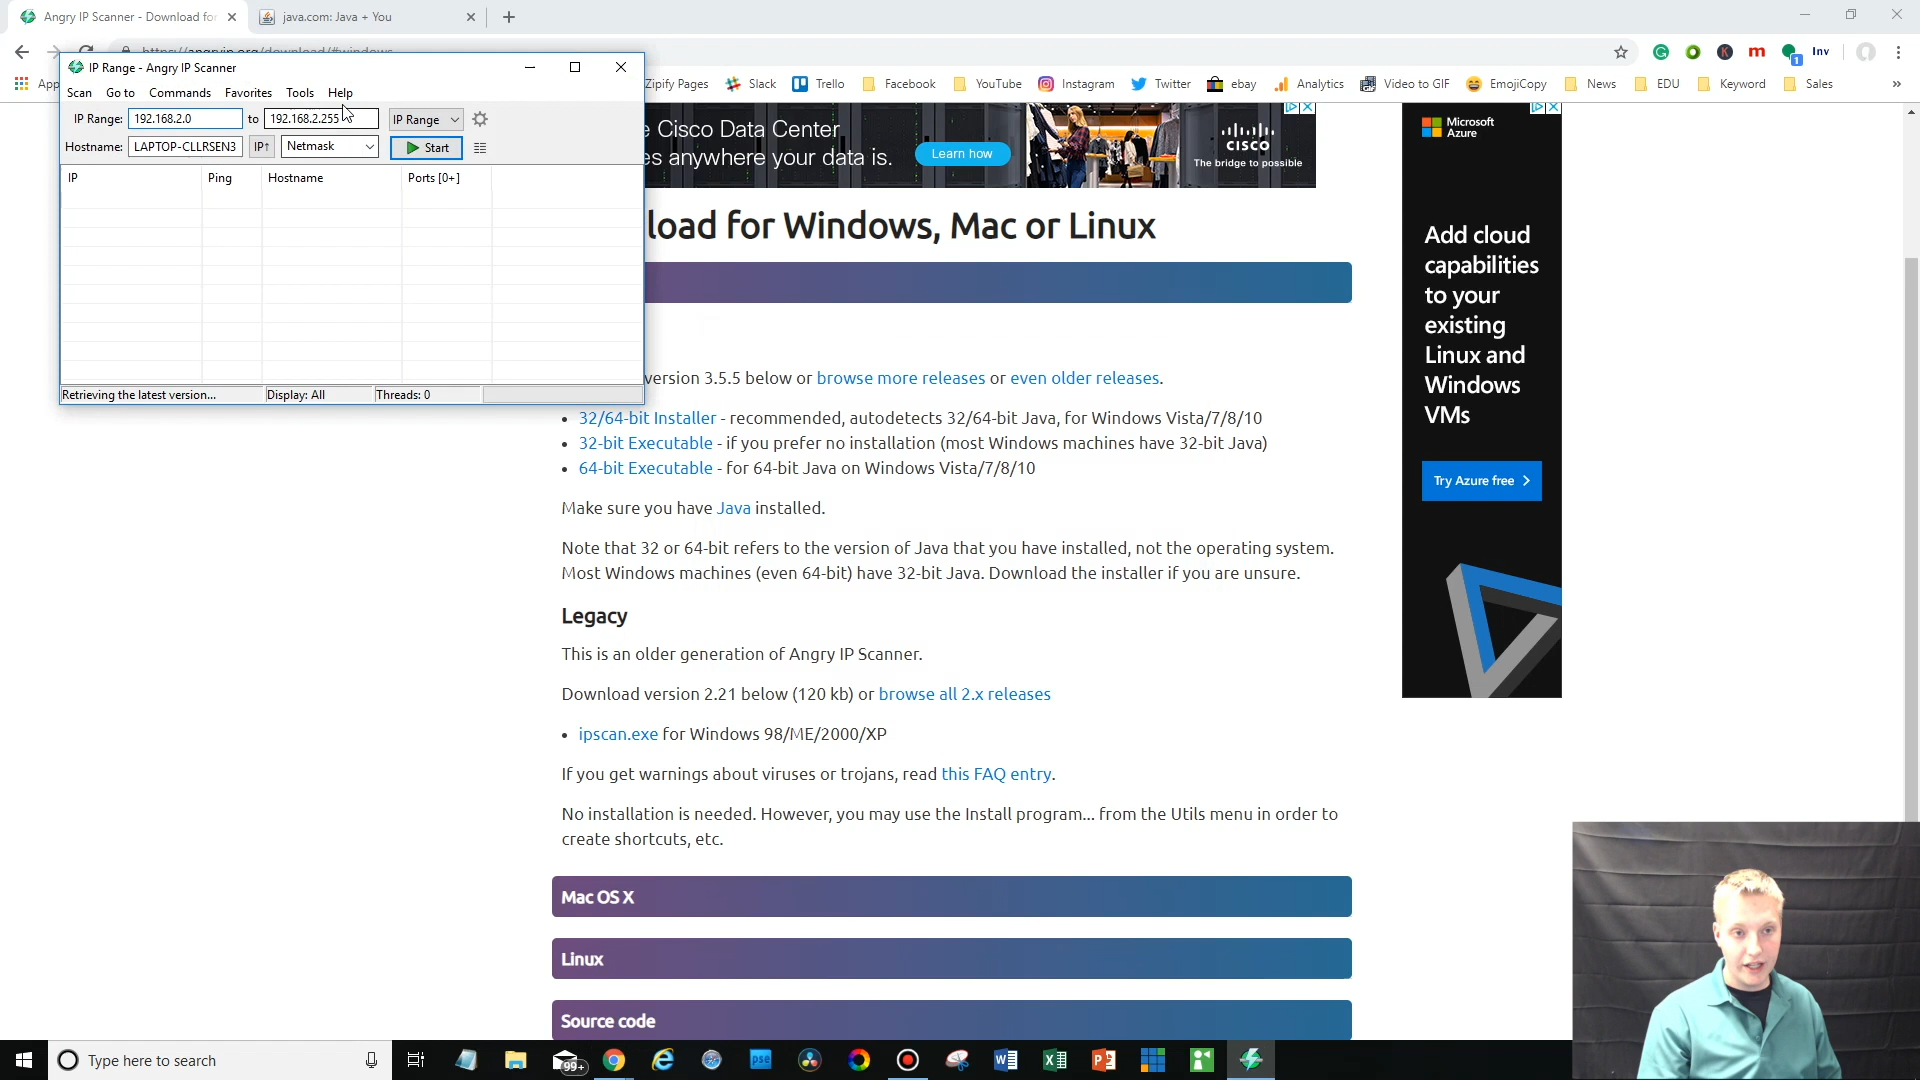 Angry IP Scanner - Download for
java.com: Java + You
https://angryip.org/download/#windows
IP Range - Angry IP Scanner
Inv
1
App
Zipify Pages
Slack
Trello
Facebook
YouTube
Instagram
Twitter
ebay
Analytics
Video to GIF
EmojiCopy
News
EDU
Keyword
Sales
»
Scan
Go to
Commands
Favorites
Tools
Help
IP Range:
192.168.2.0
to
192.168.2.255
IP Range
Hostname:
LAPTOP-CLLRSEN3
IP↑
Netmask
Start
IP
Ping
Hostname
Ports [0+]
Retrieving the latest version...
Display: All
Threads: 0
e Cisco Data Center
es anywhere your data is.
Learn how
CISCO
The bridge to possible
load for Windows, Mac or Linux
version 3.5.5 below or browse more releases or even older releases.
• 32/64-bit Installer - recommended, autodetects 32/64-bit Java, for Windows Vista/7/8/10
• 32-bit Executable - if you prefer no installation (most Windows machines have 32-bit Java)
• 64-bit Executable - for 64-bit Java on Windows Vista/7/8/10
Make sure you have Java installed.
Note that 32 or 64-bit refers to the version of Java that you have installed, not the operating system.
Most Windows machines (even 64-bit) have 32-bit Java. Download the installer if you are unsure.
Legacy
This is an older generation of Angry IP Scanner.
Download version 2.21 below (120 kb) or browse all 2.x releases
• ipscan.exe for Windows 98/ME/2000/XP
If you get warnings about viruses or trojans, read this FAQ entry.
No installation is needed. However, you may use the Install program... from the Utils menu in order to
create shortcuts, etc.
Mac OS X
Linux
Source code
Microsoft
Azure
Add cloud
capabilities
to your
existing
Linux and
Windows
VMs
Try Azure free
Type here to search
99+
pse